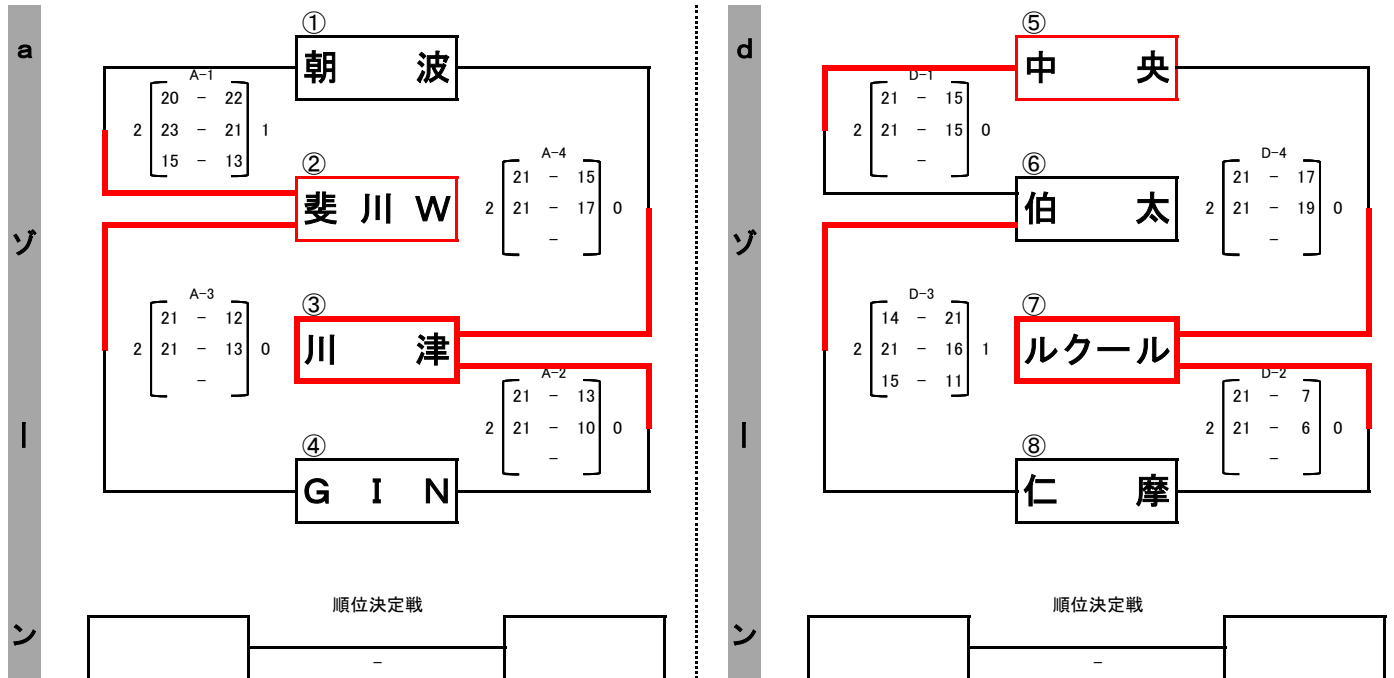 aゾーン
①
朝波
A-1
20 - 22
2 23 - 21 1
15 - 13
②
斐川W
A-4
21 - 15
2 21 - 17 0
-
A-3
21 - 12
2 21 - 13 0
-
③
川津
A-2
21 - 13
2 21 - 10 0
-
④
GIN
順位決定戦
-
dゾーン
⑤
中央
D-1
21 - 15
2 21 - 15 0
-
⑥
伯太
D-4
21 - 17
2 21 - 19 0
-
D-3
14 - 21
2 21 - 16 1
15 - 11
⑦
ルクール
D-2
21 - 7
2 21 - 6 0
-
⑧
仁摩
順位決定戦
-